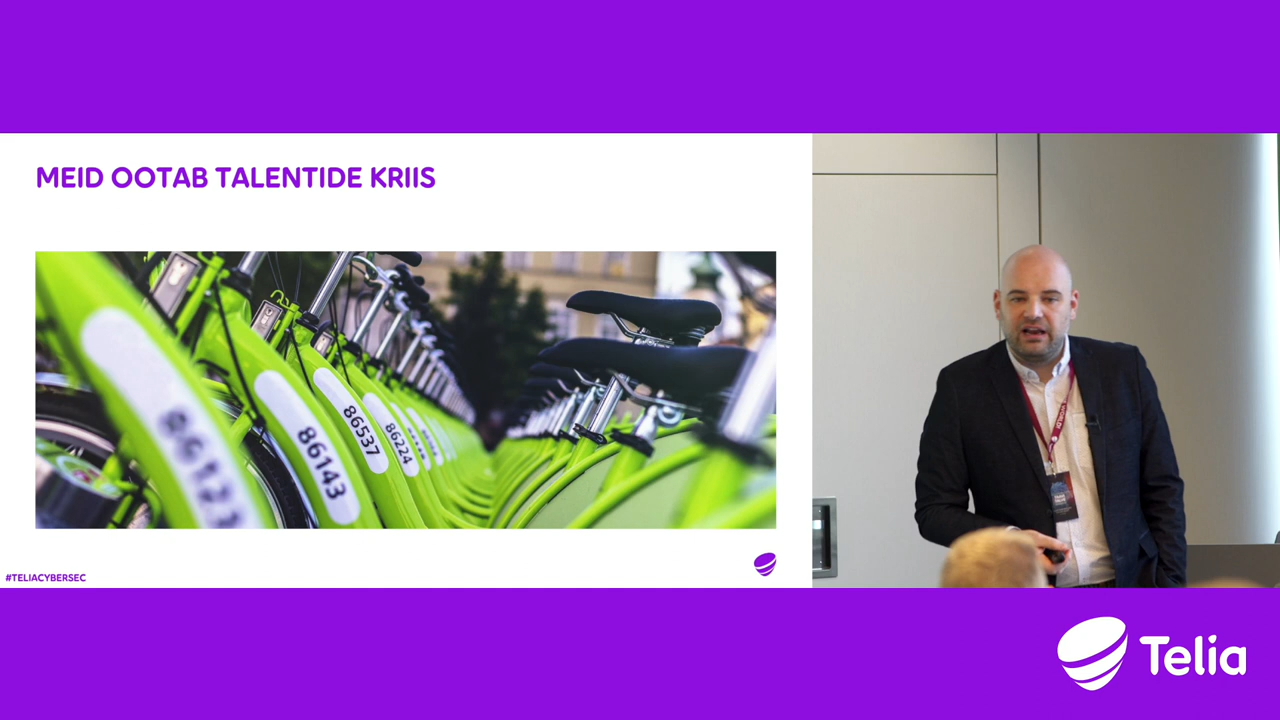 MEID OOTAB TALENTIDE KRIIS
86143
86537
86224
#TELIACYBERSEC
Telia